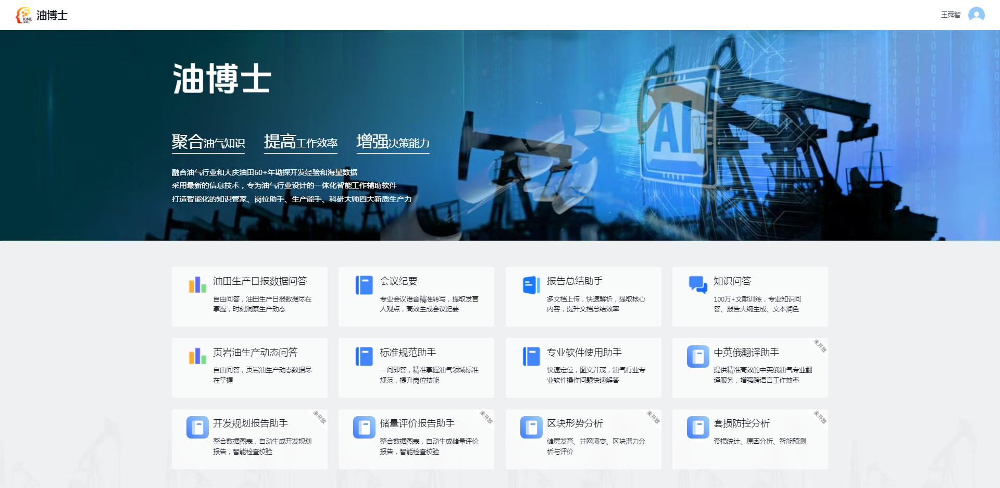 IONE
油博士
油博士
王舜智
油博士
AI
聚合油气知识
提高工作效率
增强决策能力
融合油气行业和大庆油田60+年勘探开发经验和海量数据
采用最新的信息技术，专为油气行业设计的一体化智能工作辅助软件
打造智能化的知识管家、岗位助手、生产能手、科研大师四大新质生产力
油田生产日报数据问答
自由问答，油田生产日报数据尽在
掌握，时刻洞察生产动态
会议纪要
专业会议语音精准转写，提取发言
人观点，高效生成会议纪要
报告总结助手
多文档上传，快速解析，提取核心
内容，提升文档总结效率
知识问答
100万+文献训练，专业知识问
答、报告大纲生成、文本润色
页岩油生产动态问答
自由问答，页岩油生产动态数据尽
在掌握
标准规范助手
一问即答，精准掌握油气领域标准
规范，提升岗位技能
专业软件使用助手
快速定位，图文并茂，油气行业专
业软件操作问题快速解答
未开放
中英俄翻译助手
提供精准高效的中英俄油气专业翻
译服务，增强跨语言工作效率
未开放
开发规划报告助手
整合数据图表，自动生成开发规划
报告，智能检查校验
未开放
储量评价报告助手
整合数据图表，自动生成储量评价
报告，智能检查校验
未开放
区块形势分析
储层发育、井网演变、区块潜力分
析与评价
未开放
套损防控分析
套损统计、原因分析、智能预测